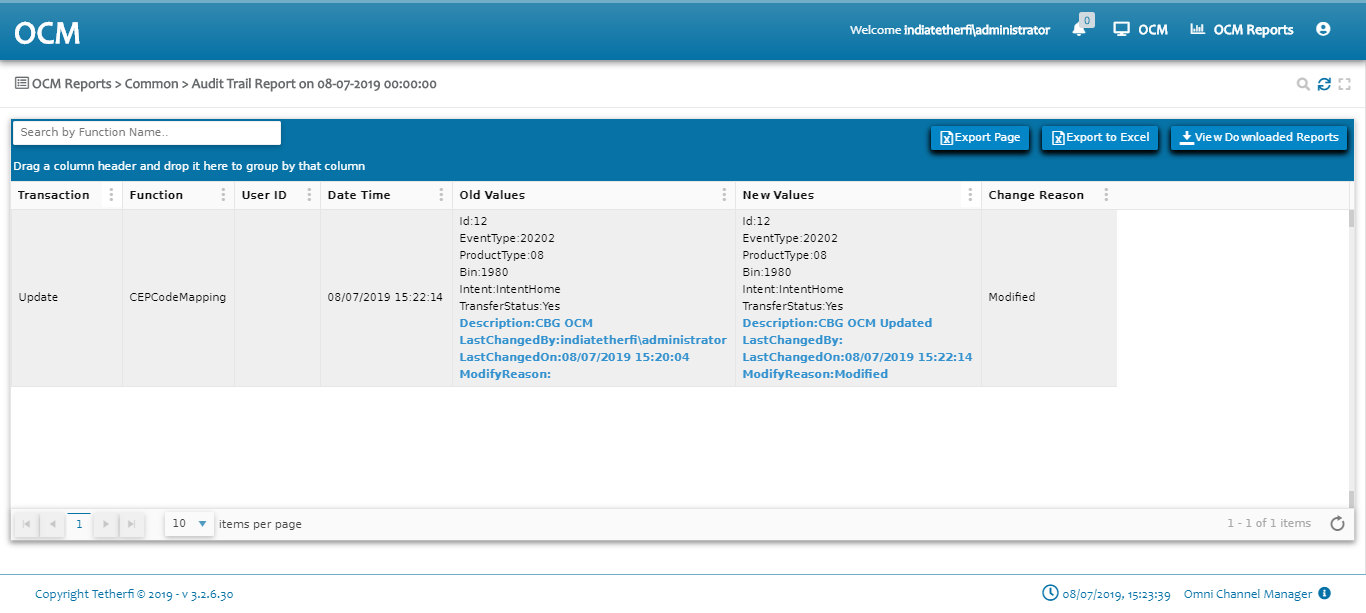 OCM
Welcome indiatetherfi\administrator
0
OCM
OCM Reports
OCM Reports > Common > Audit Trail Report on 08-07-2019 00:00:00
Search by Function Name..
Export Page
Export to Excel
View Downloaded Reports
Drag a column header and drop it here to group by that column
Transaction Function User ID Date Time Old Values New Values Change Reason
Update
CEPCodeMapping
08/07/2019 15:22:14
Id:12
EventType:20202
ProductType:08
Bin:1980
Intent:IntentHome
TransferStatus:Yes
Description:CBG OCM
LastChangedBy:indiatetherfi\administrator
LastChangedOn:08/07/2019 15:20:04
ModifyReason:
Id:12
EventType:20202
ProductType:08
Bin:1980
Intent:IntentHome
TransferStatus:Yes
Description:CBG OCM Updated
LastChangedBy:
LastChangedOn:08/07/2019 15:22:14
ModifyReason:Modified
Modified
1
10
items per page
1 - 1 of 1 items
Copyright Tetherfi © 2019 - v 3.2.6.30
08/07/2019, 15:23:39
Omni Channel Manager